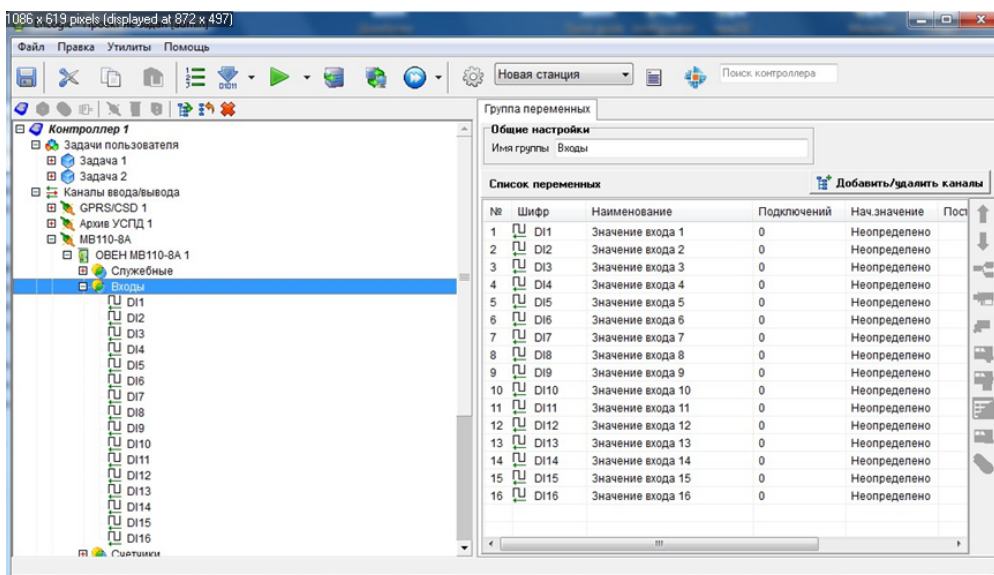 1086 x 619 pixels (displayed at 872 x 497)
Файл Правка Утилиты Помощь
Новая станция
Поиск контроллера
Контроллер 1
Задачи пользователя
Задача 1
Задача 2
Каналы ввода/вывода
GPRS/CSD 1
Архив УСПД 1
МВ110-8А
ОВЕН МВ110-8А 1
Служебные
Входы
DI1
DI2
DI3
DI4
DI5
DI6
DI7
DI8
DI9
DI10
DI11
DI12
DI13
DI14
DI15
DI16
Счетчики
Группа переменных
Общие настройки
Имя группы Входы
Список переменных
Добавить/удалить каналы
№ Шифр Наименование Подключений Нач.значение Пост
1 DI1 Значение входа 1 0 Неопределено
2 DI2 Значение входа 2 0 Неопределено
3 DI3 Значение входа 3 0 Неопределено
4 DI4 Значение входа 4 0 Неопределено
5 DI5 Значение входа 5 0 Неопределено
6 DI6 Значение входа 6 0 Неопределено
7 DI7 Значение входа 7 0 Неопределено
8 DI8 Значение входа 8 0 Неопределено
9 DI9 Значение входа 9 0 Неопределено
10 DI10 Значение входа 10 0 Неопределено
11 DI11 Значение входа 11 0 Неопределено
12 DI12 Значение входа 12 0 Неопределено
13 DI13 Значение входа 13 0 Неопределено
14 DI14 Значение входа 14 0 Неопределено
15 DI15 Значение входа 15 0 Неопределено
16 DI16 Значение входа 16 0 Неопределено